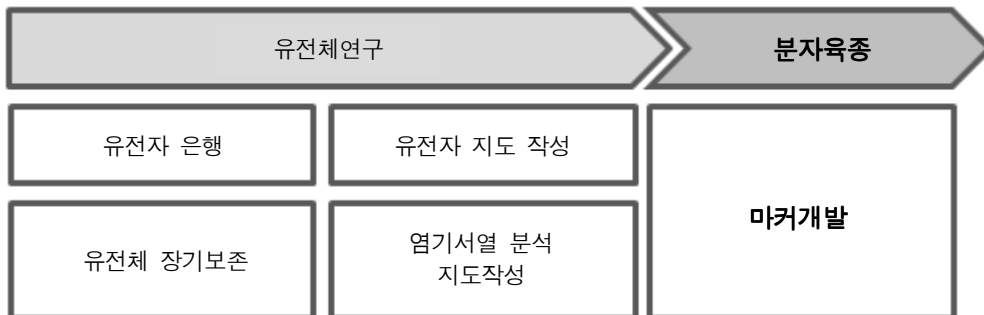 유전체연구
분자육종
유전자 은행
유전자 지도 작성
마커개발
유전체 장기보존
염기서열 분석
지도작성